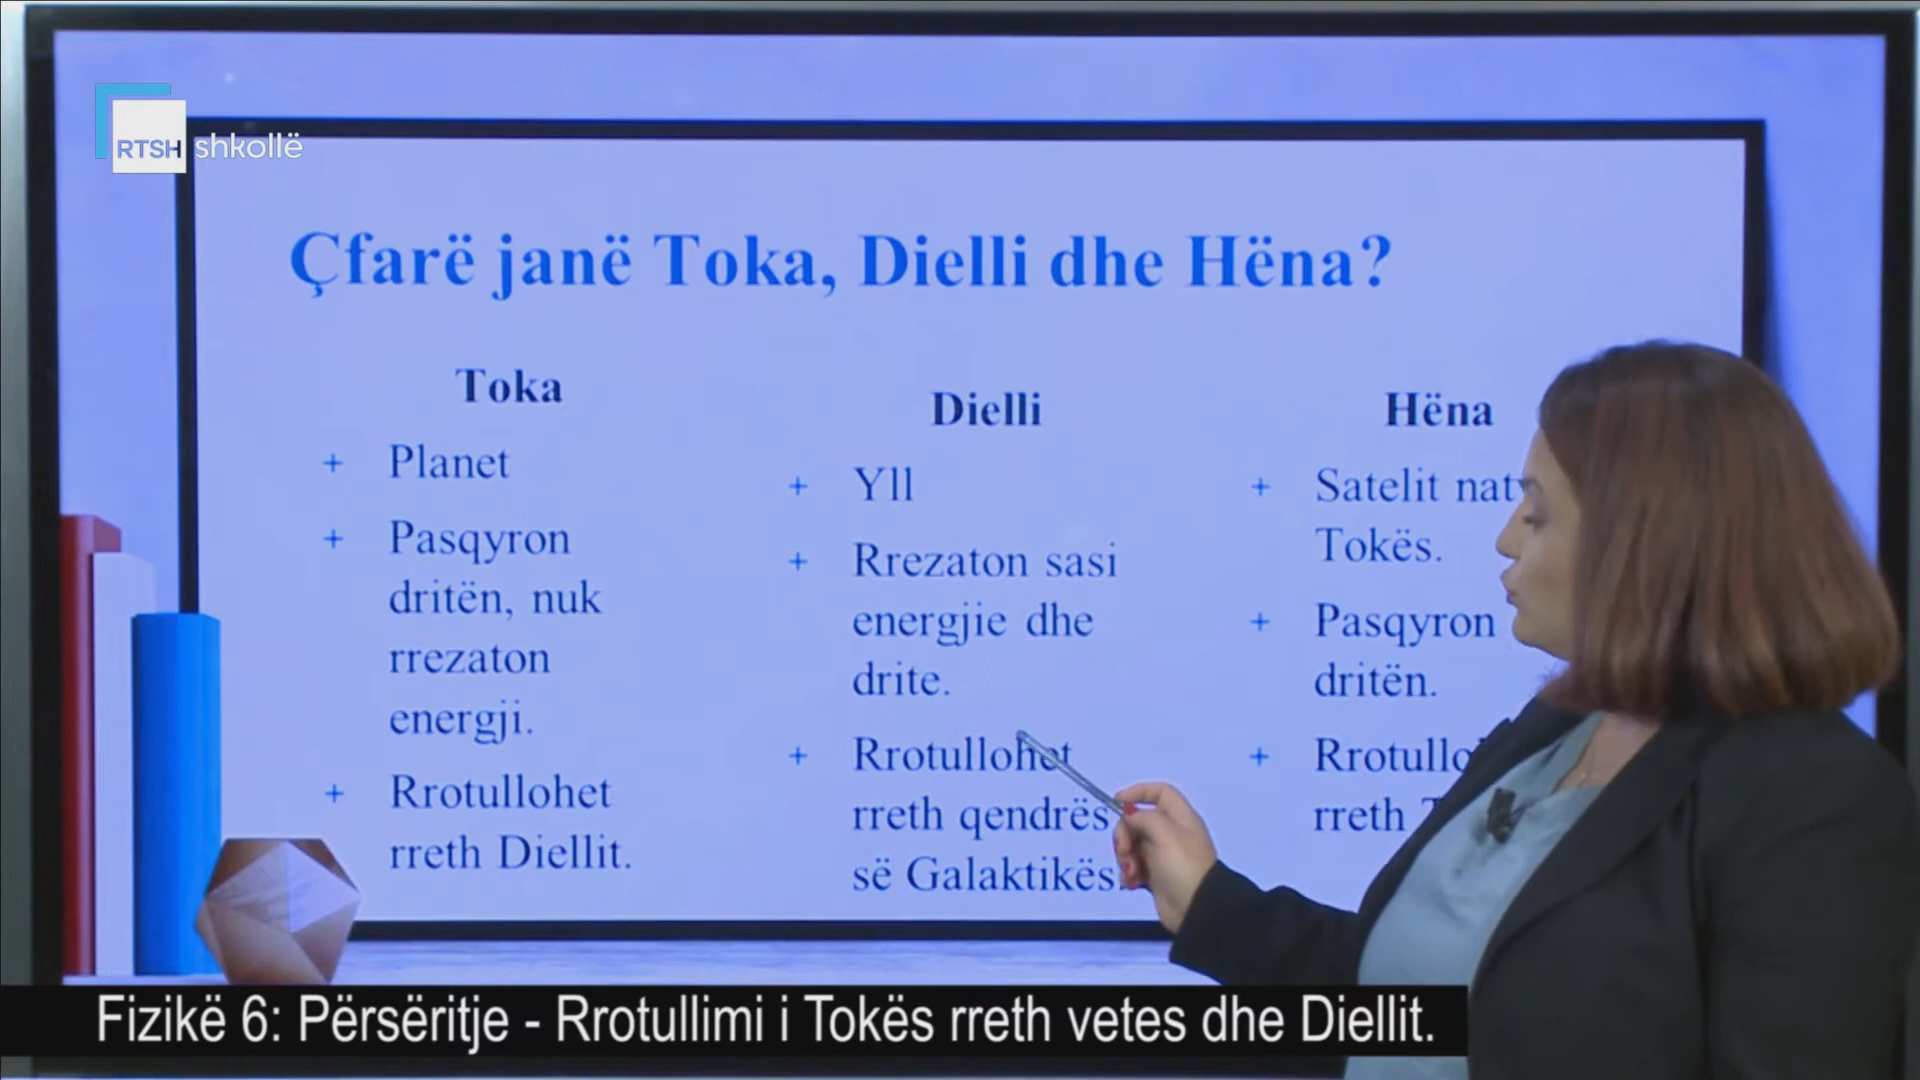 RTSH shkollë
Çfarë janë Toka, Dielli dhe Hëna?
Toka
+ Planet
+ Pasqyron
dritën, nuk
rrezaton
energji.
+ Rrotullohet
rreth Diellit.
Dielli
+ Yll
+ Rrezaton sasi
energjie dhe
drite.
+ Rrotullohet
rreth qendrës
së Galaktikës.
Hëna
+ Satelit
Tokës.
+ Pasqyron
dritën.
+
rreth
Fizikë 6: Përsëritje - Rrotullimi i Tokës rreth vetes dhe Diellit.